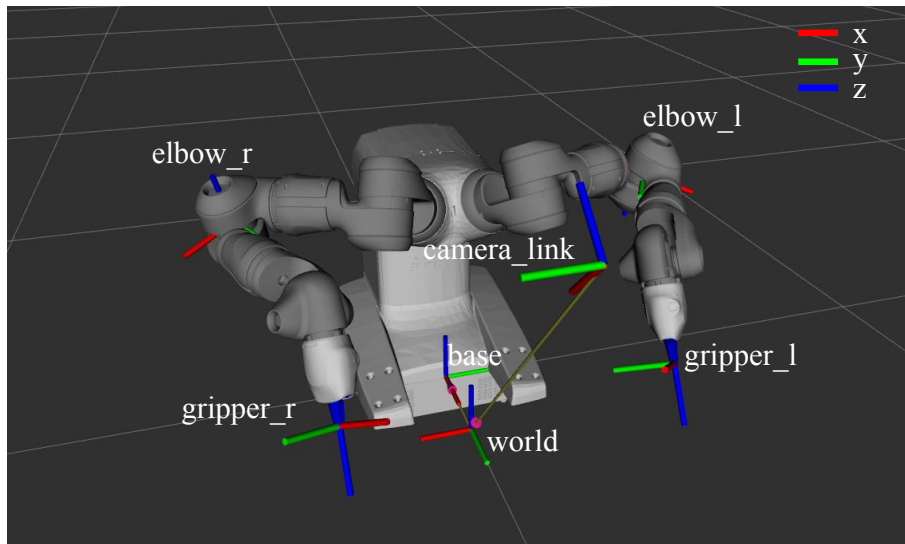 x
y
z
elbow_l
elbow_r
camera_link
base
gripper_l
gripper_r
world